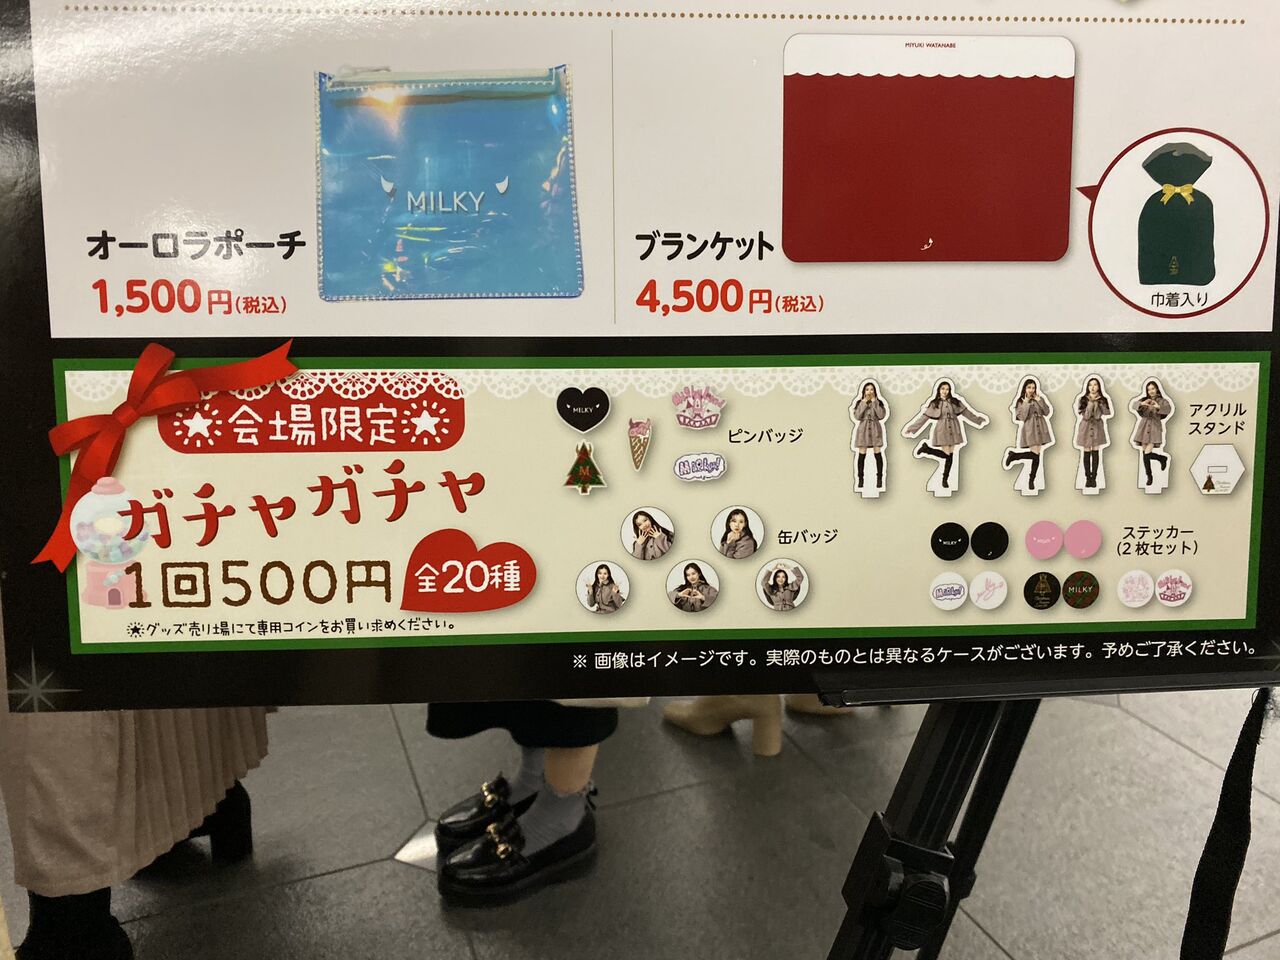 MILKY
オーロラポーチ
1,500円(税込)
MIYUKI WATANABE
ブランケット
4,500円(税込)
巾着入り
会場限定
ガチャガチャ
1回500円
全20種
※グッズ売り場にて専用コインをお買い求めください。
MILKY
M
ピンバッジ
缶バッジ
アクリル
スタンド
ステッカー
(2枚セット)
MILKY
MILKY
MILKY
※ 画像はイメージです。実際のものとは異なるケースがございます。予めご了承ください。